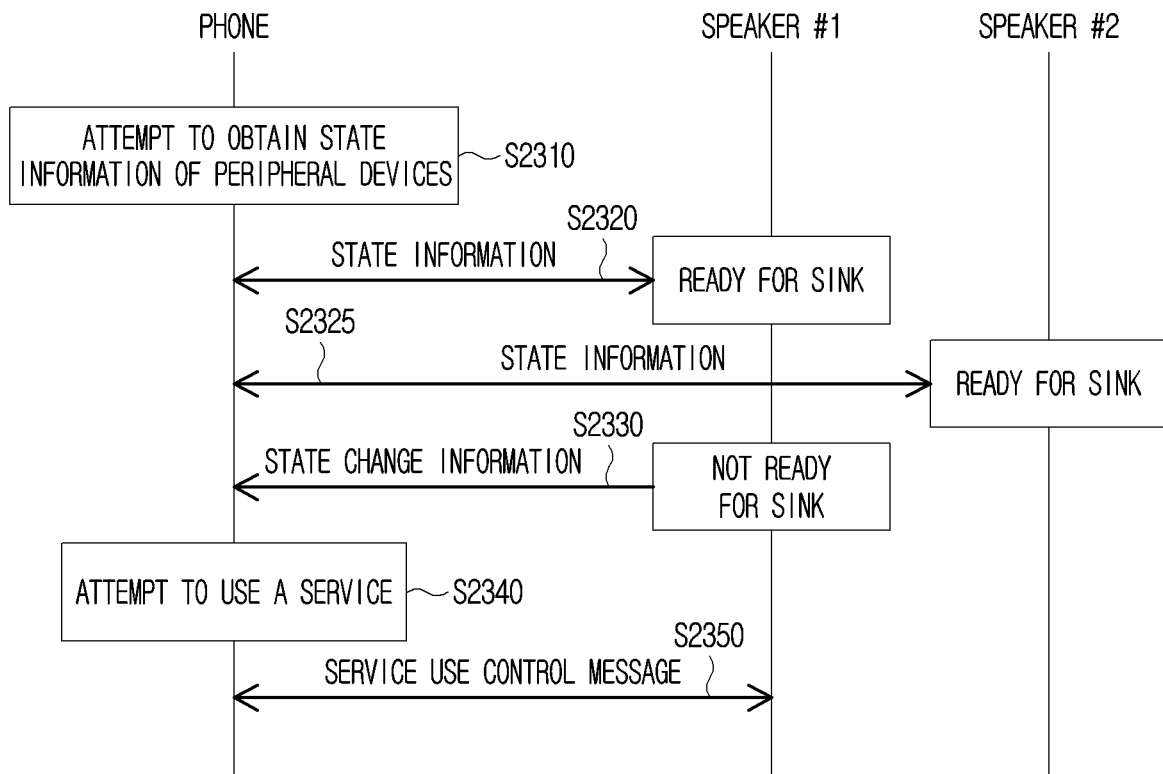 PHONE
SPEAKER #1
SPEAKER #2
ATTEMPT TO OBTAIN STATE
INFORMATION OF PERIPHERAL DEVICES
S2310
S2320
STATE INFORMATION
READY FOR SINK
S2325
STATE INFORMATION
READY FOR SINK
S2330
STATE CHANGE INFORMATION
NOT READY
FOR SINK
ATTEMPT TO USE A SERVICE
S2340
S2350
SERVICE USE CONTROL MESSAGE